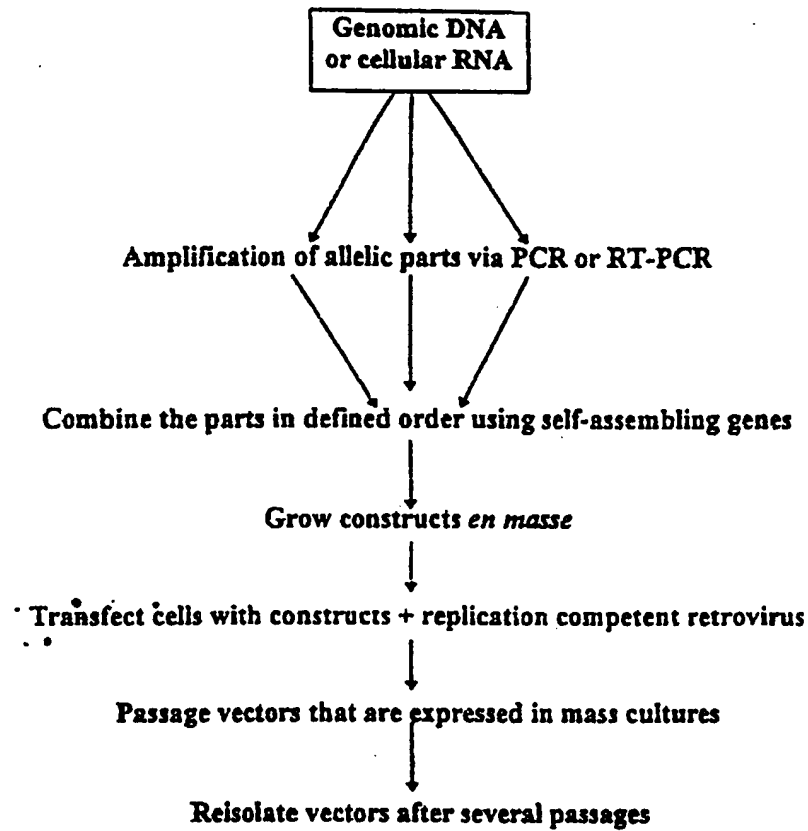 Genomic DNA
or cellular RNA
Amplification of allelic parts via PCR or RT-PCR
Combine the parts in defined order using self-assembling genes
Grow constructs en masse
Transfect cells with constructs + replication competent retrovirus
Passage vectors that are expressed in mass cultures
Reisolate vectors after several passages